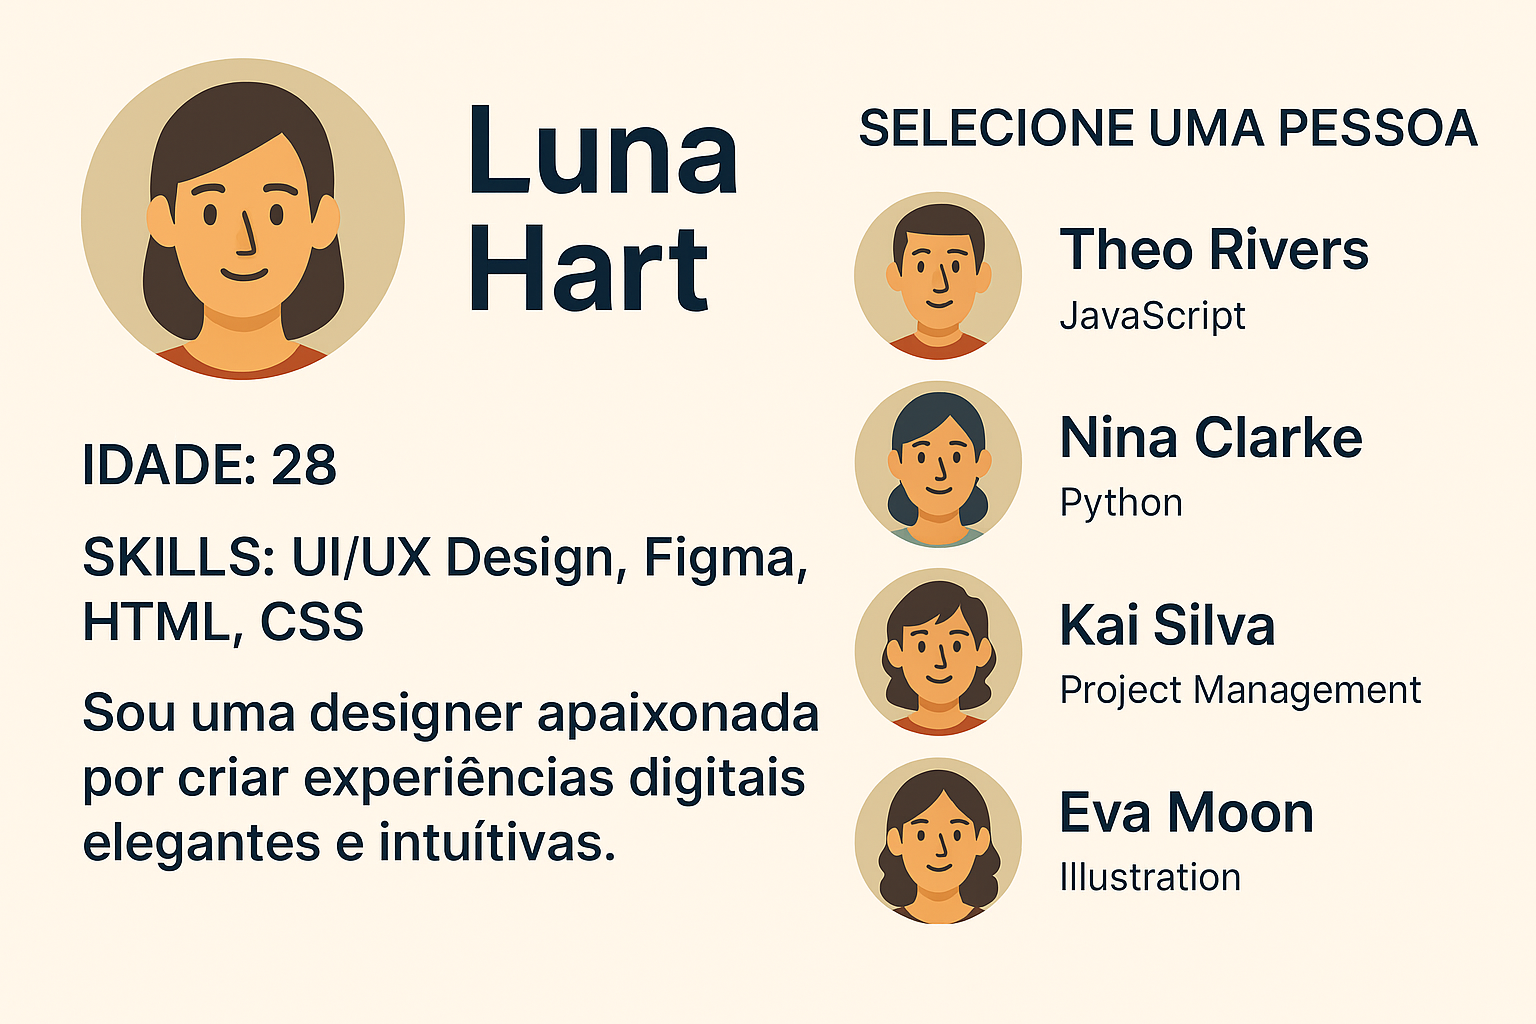 Luna
Hart
IDADE: 28
SKILLS: UI/UX Design, Figma,
HTML, CSS
Sou uma designer apaixonada
por criar experiências digitais
elegantes e intuítivas.
SELECIONE UMA PESSOA
Theo Rivers
JavaScript
Nina Clarke
Python
Kai Silva
Project Management
Eva Moon
Illustration